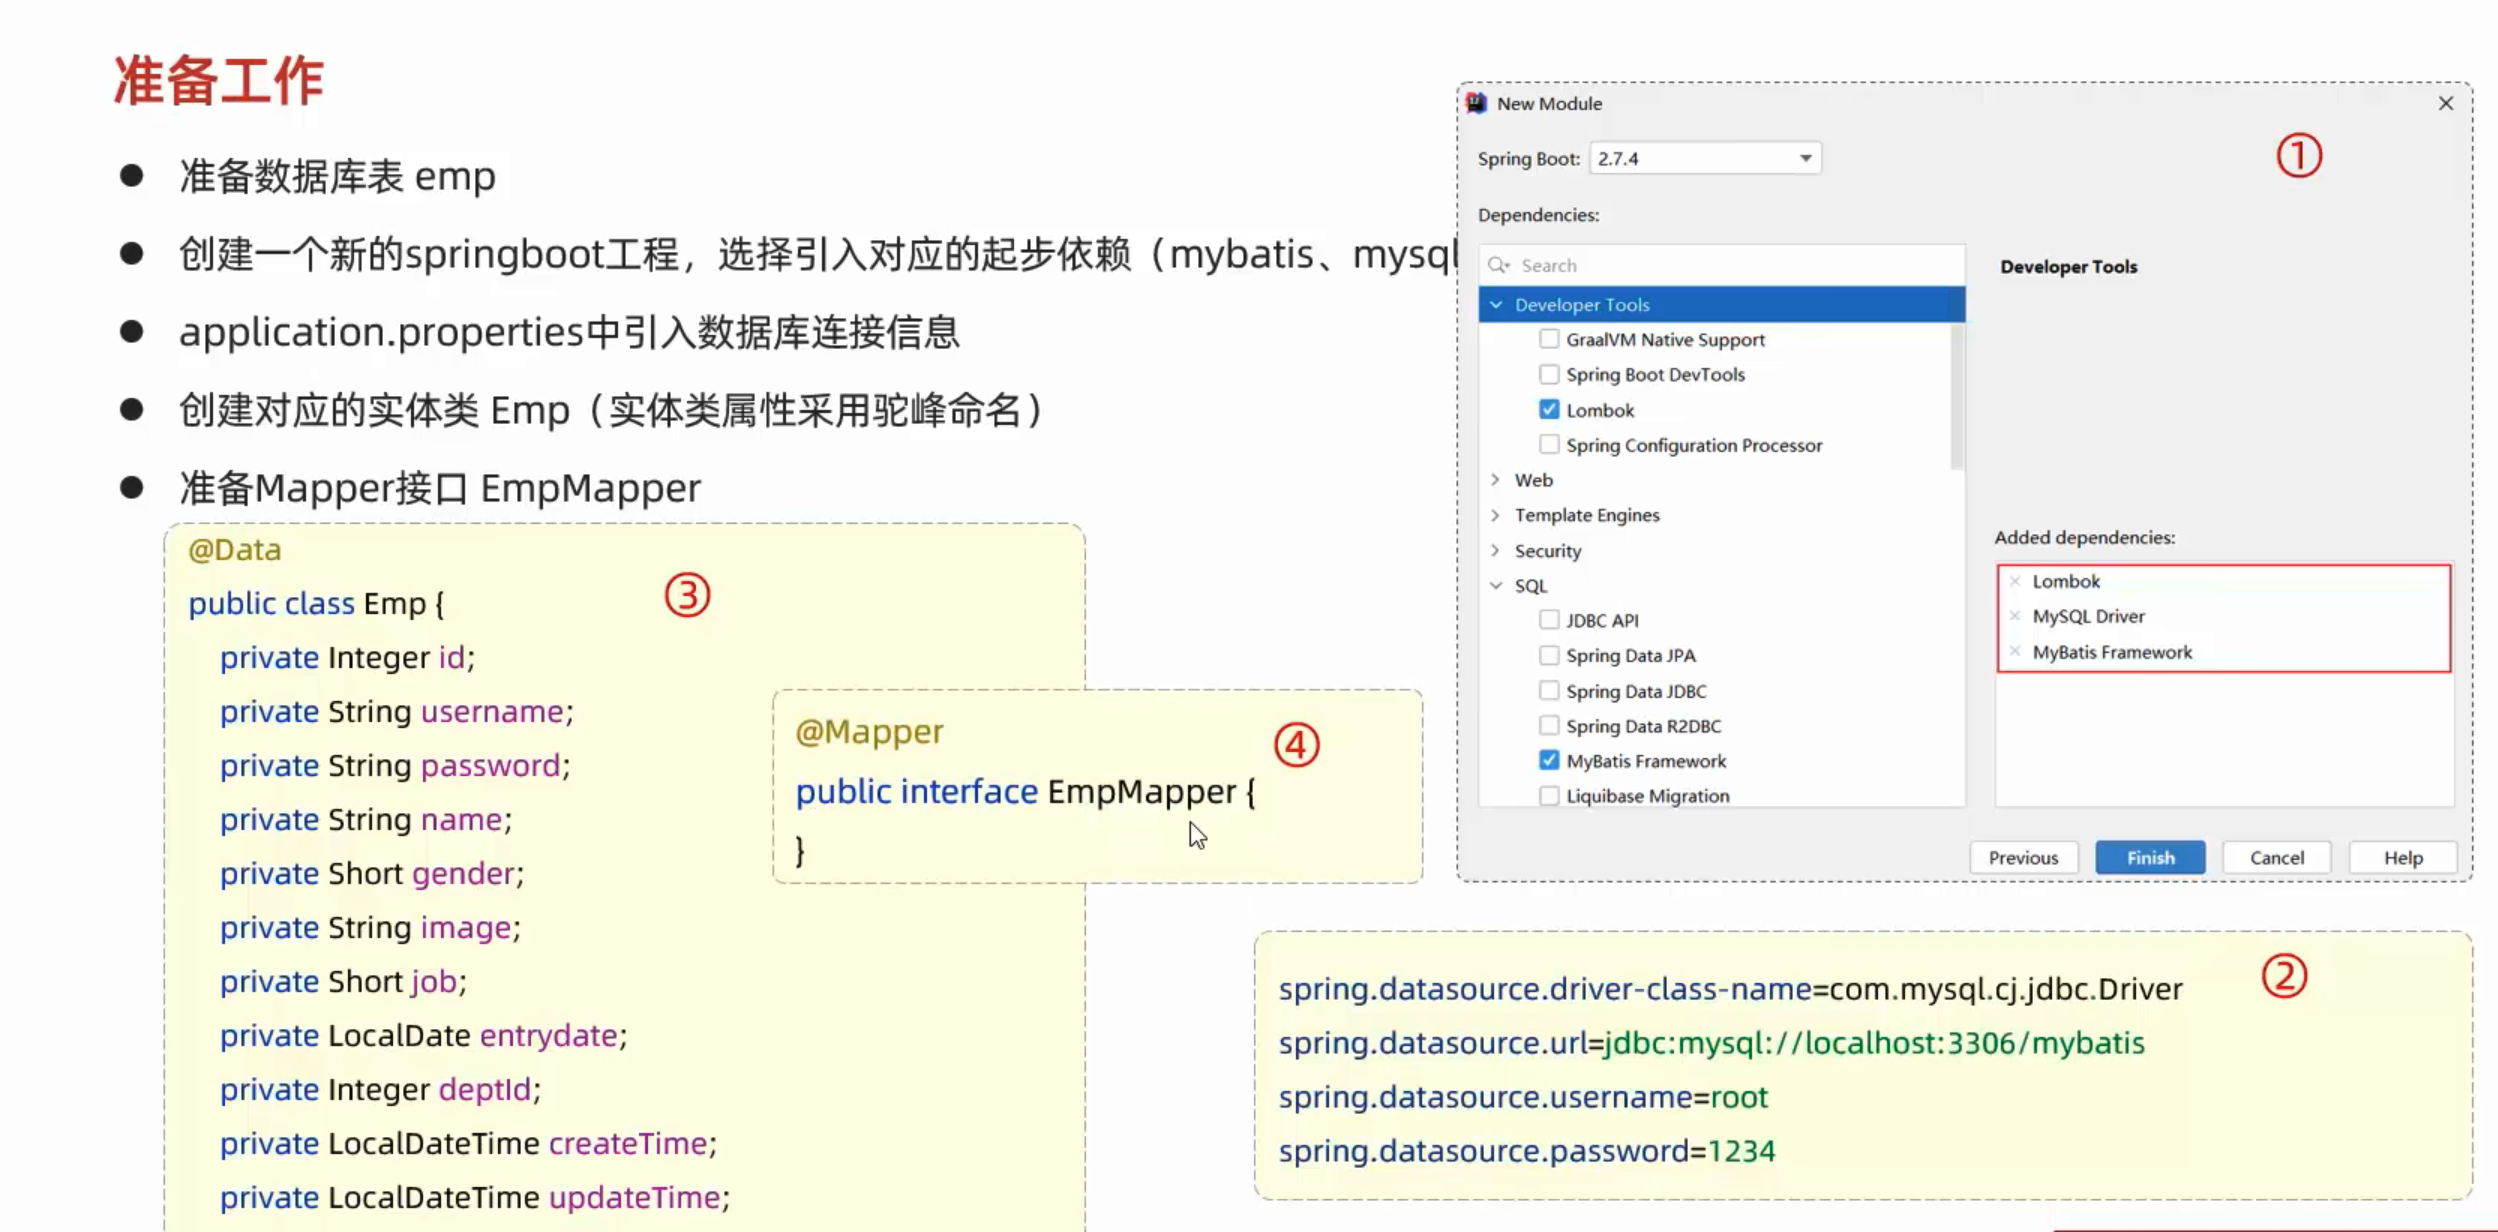 准备工作
● 准备数据库表 emp
● 创建一个新的springboot工程，选择引入对应的起步依赖（mybatis、mysql
● application.properties中引入数据库连接信息
● 创建对应的实体类 Emp（实体类属性采用驼峰命名）
● 准备Mapper接口 EmpMapper
New Module
①
Spring Boot: 2.7.4
Dependencies:
Search
Developer Tools
GraalVM Native Support
Spring Boot DevTools
Lombok
Spring Configuration Processor
Web
Template Engines
Security
SQL
JDBC API
Spring Data JPA
Spring Data JDBC
Spring Data R2DBC
MyBatis Framework
Liquibase Migration
Developer Tools
Added dependencies:
Lombok
MySQL Driver
MyBatis Framework
Previous Finish Cancel Help
②
spring.datasource.driver-class-name=com.mysql.cj.jdbc.Driver
spring.datasource.url=jdbc:mysql://localhost:3306/mybatis
spring.datasource.username=root
spring.datasource.password=1234
③
@Data
public class Emp {
private Integer id;
private String username;
private String password;
private String name;
private Short gender;
private String image;
private Short job;
private LocalDate entrydate;
private Integer deptId;
private LocalDateTime createTime;
private LocalDateTime updateTime;
④
@Mapper
public interface EmpMapper {
}